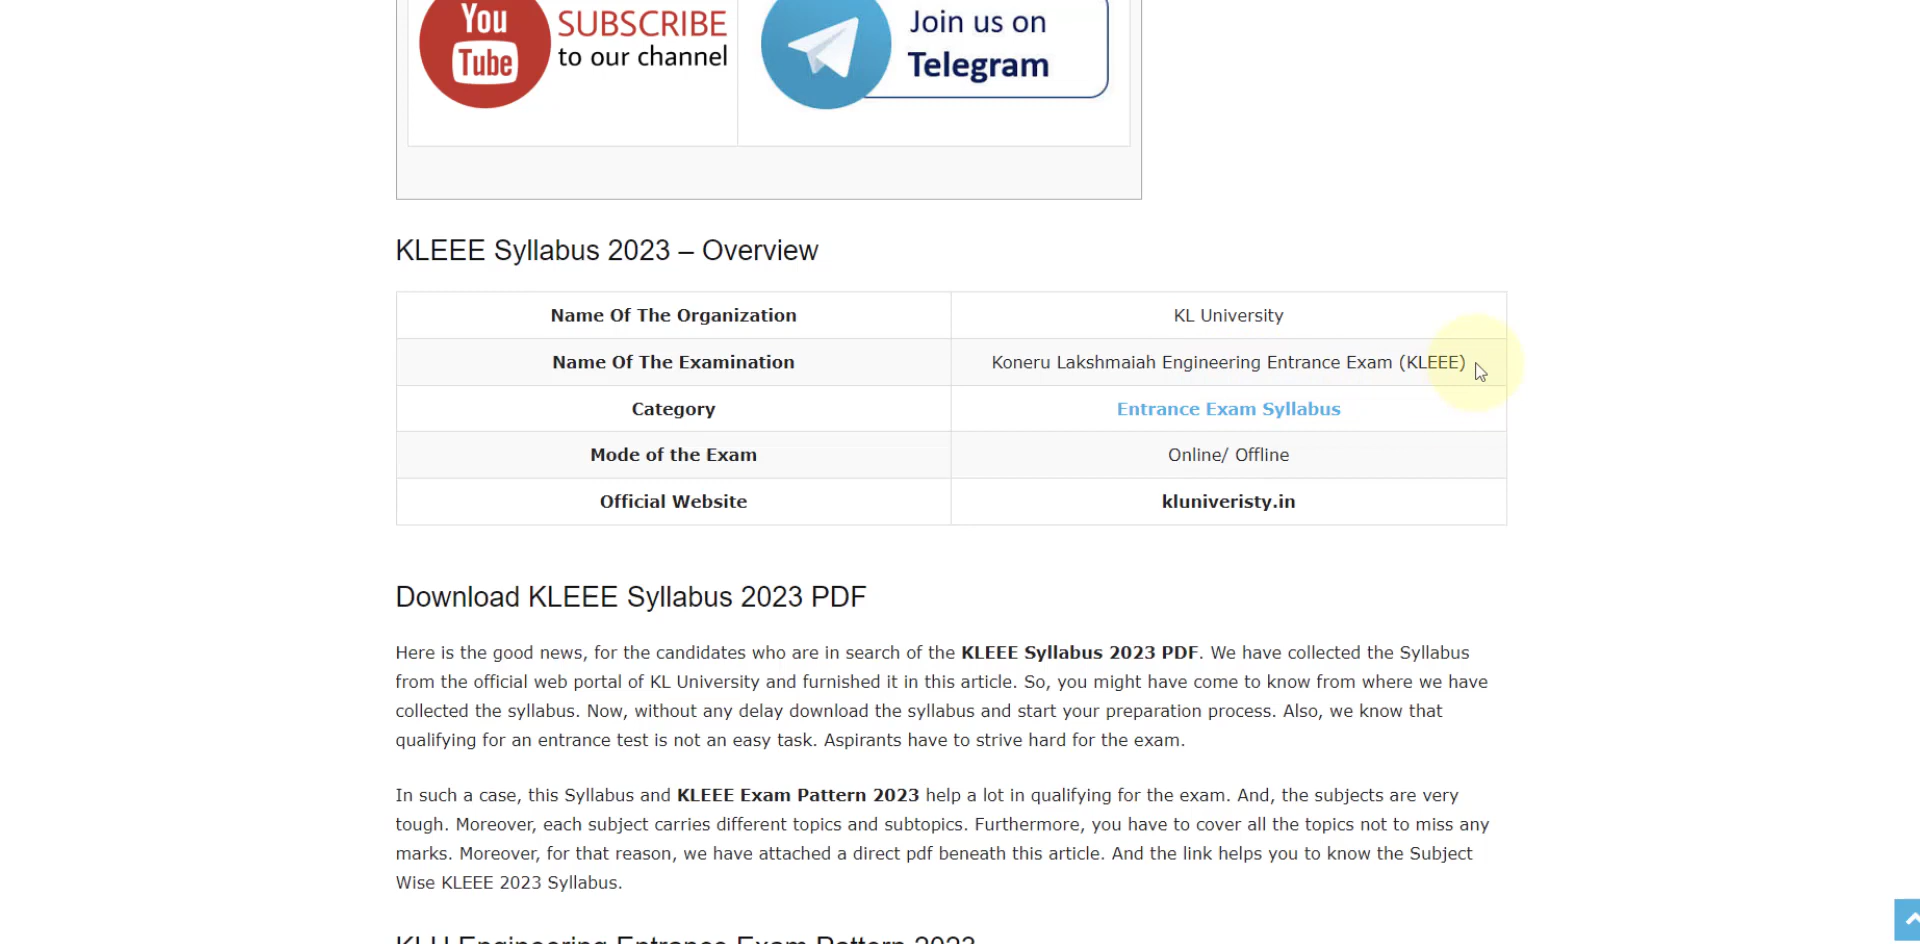 You
Tube
SUBSCRIBE
to our channel
Join us on
Telegram
KLEEE Syllabus 2023 – Overview
Name Of The Organization KL University
Name Of The Examination Koneru Lakshmaiah Engineering Entrance Exam (KLEEE)
Category Entrance Exam Syllabus
Mode of the Exam Online/ Offline
Official Website kluniveristy.in
Download KLEEE Syllabus 2023 PDF
Here is the good news, for the candidates who are in search of the KLEEE Syllabus 2023 PDF. We have collected the Syllabus
from the official web portal of KL University and furnished it in this article. So, you might have come to know from where we have
collected the syllabus. Now, without any delay download the syllabus and start your preparation process. Also, we know that
qualifying for an entrance test is not an easy task. Aspirants have to strive hard for the exam.
In such a case, this Syllabus and KLEEE Exam Pattern 2023 help a lot in qualifying for the exam. And, the subjects are very
tough. Moreover, each subject carries different topics and subtopics. Furthermore, you have to cover all the topics not to miss any
marks. Moreover, for that reason, we have attached a direct pdf beneath this article. And the link helps you to know the Subject
Wise KLEEE 2023 Syllabus.
KLU Engineering Entrance Exam Pattern 2023